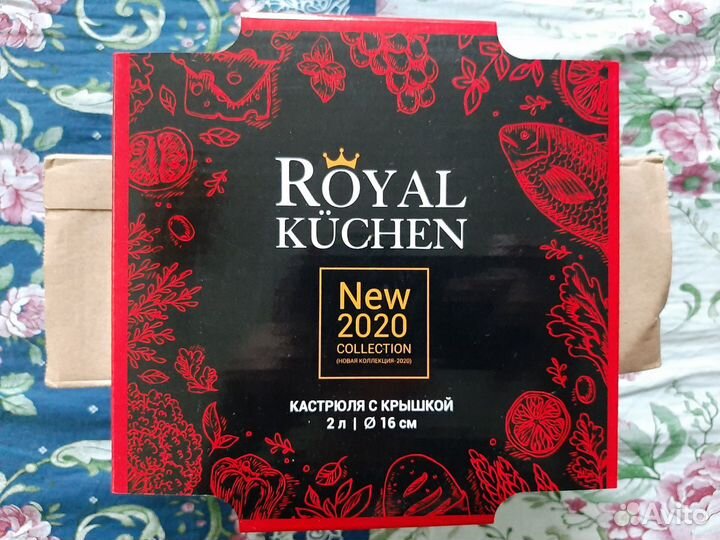 ROYAL
KÜCHEN
New
2020
COLLECTION
(НОВАЯ КОЛЛЕКЦИЯ-2020)
КАСТРЮЛЯ С КРЫШКОЙ
2 л | Ø 16 см
Avito